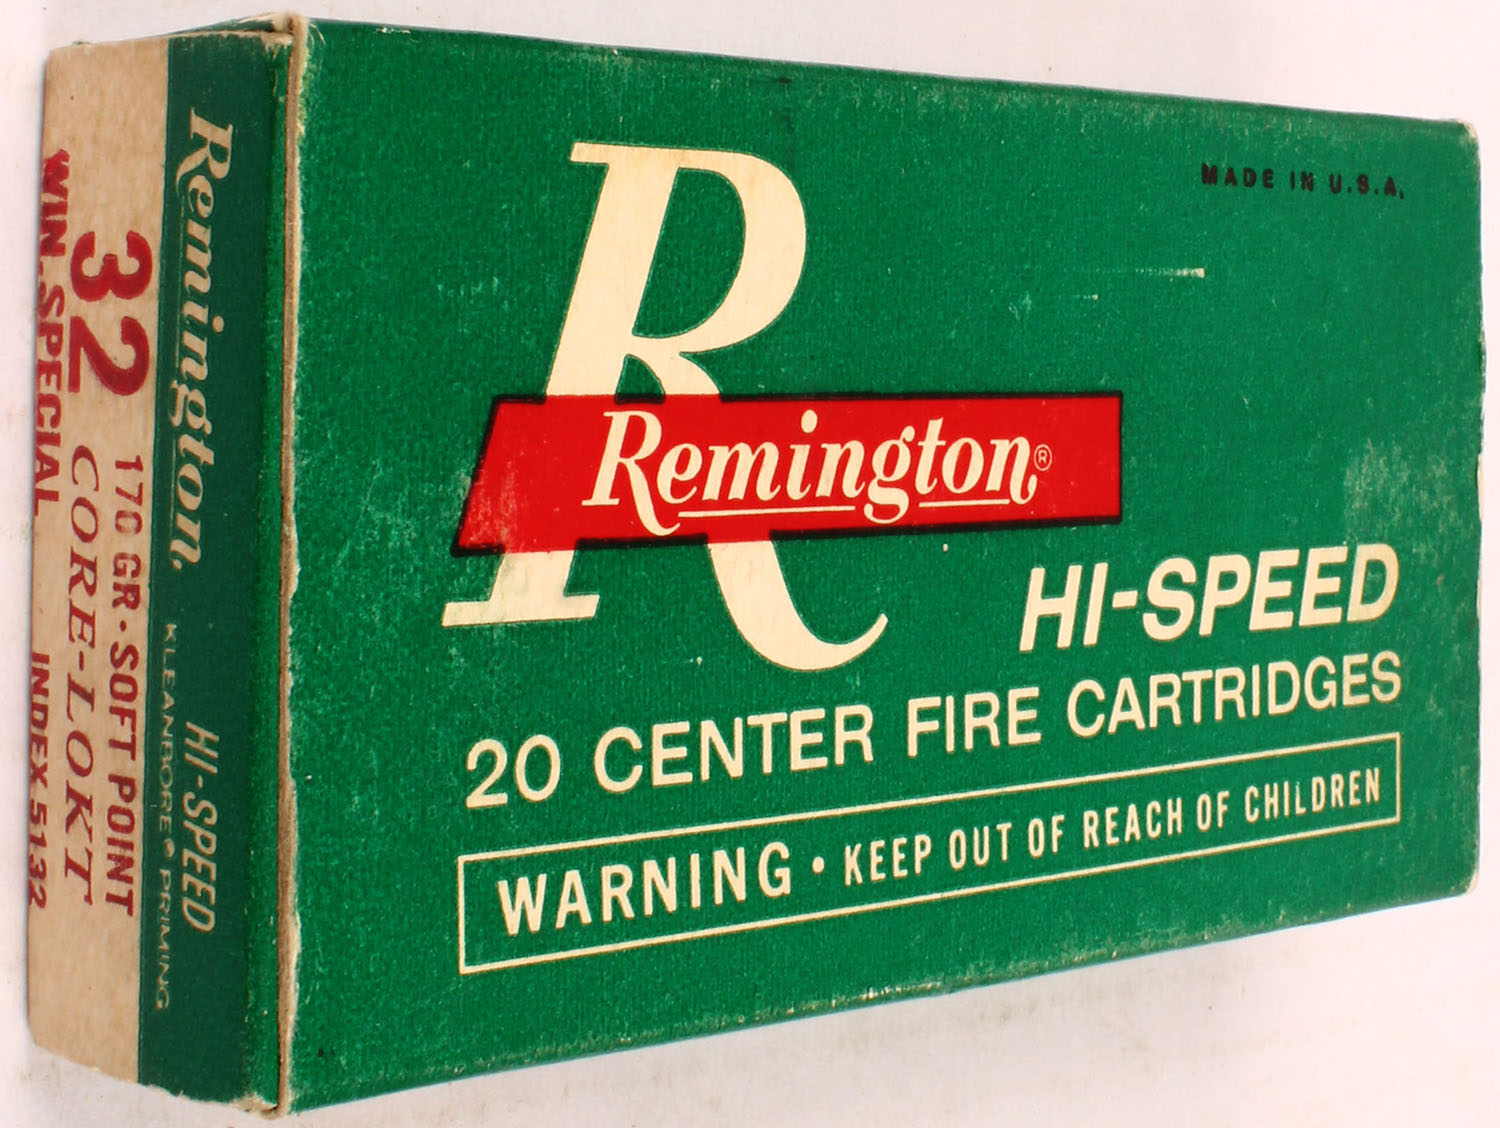 MADE IN U.S.A.
R
Remington®
HI-SPEED
20 CENTER FIRE CARTRIDGES
WARNING • KEEP OUT OF REACH OF CHILDREN
Remington. HI-SPEED
KLEANBORE® PRIMING
32 170 GR. SOFT POINT
CORE-LOKT
WIN. SPECIAL INDEX 5132